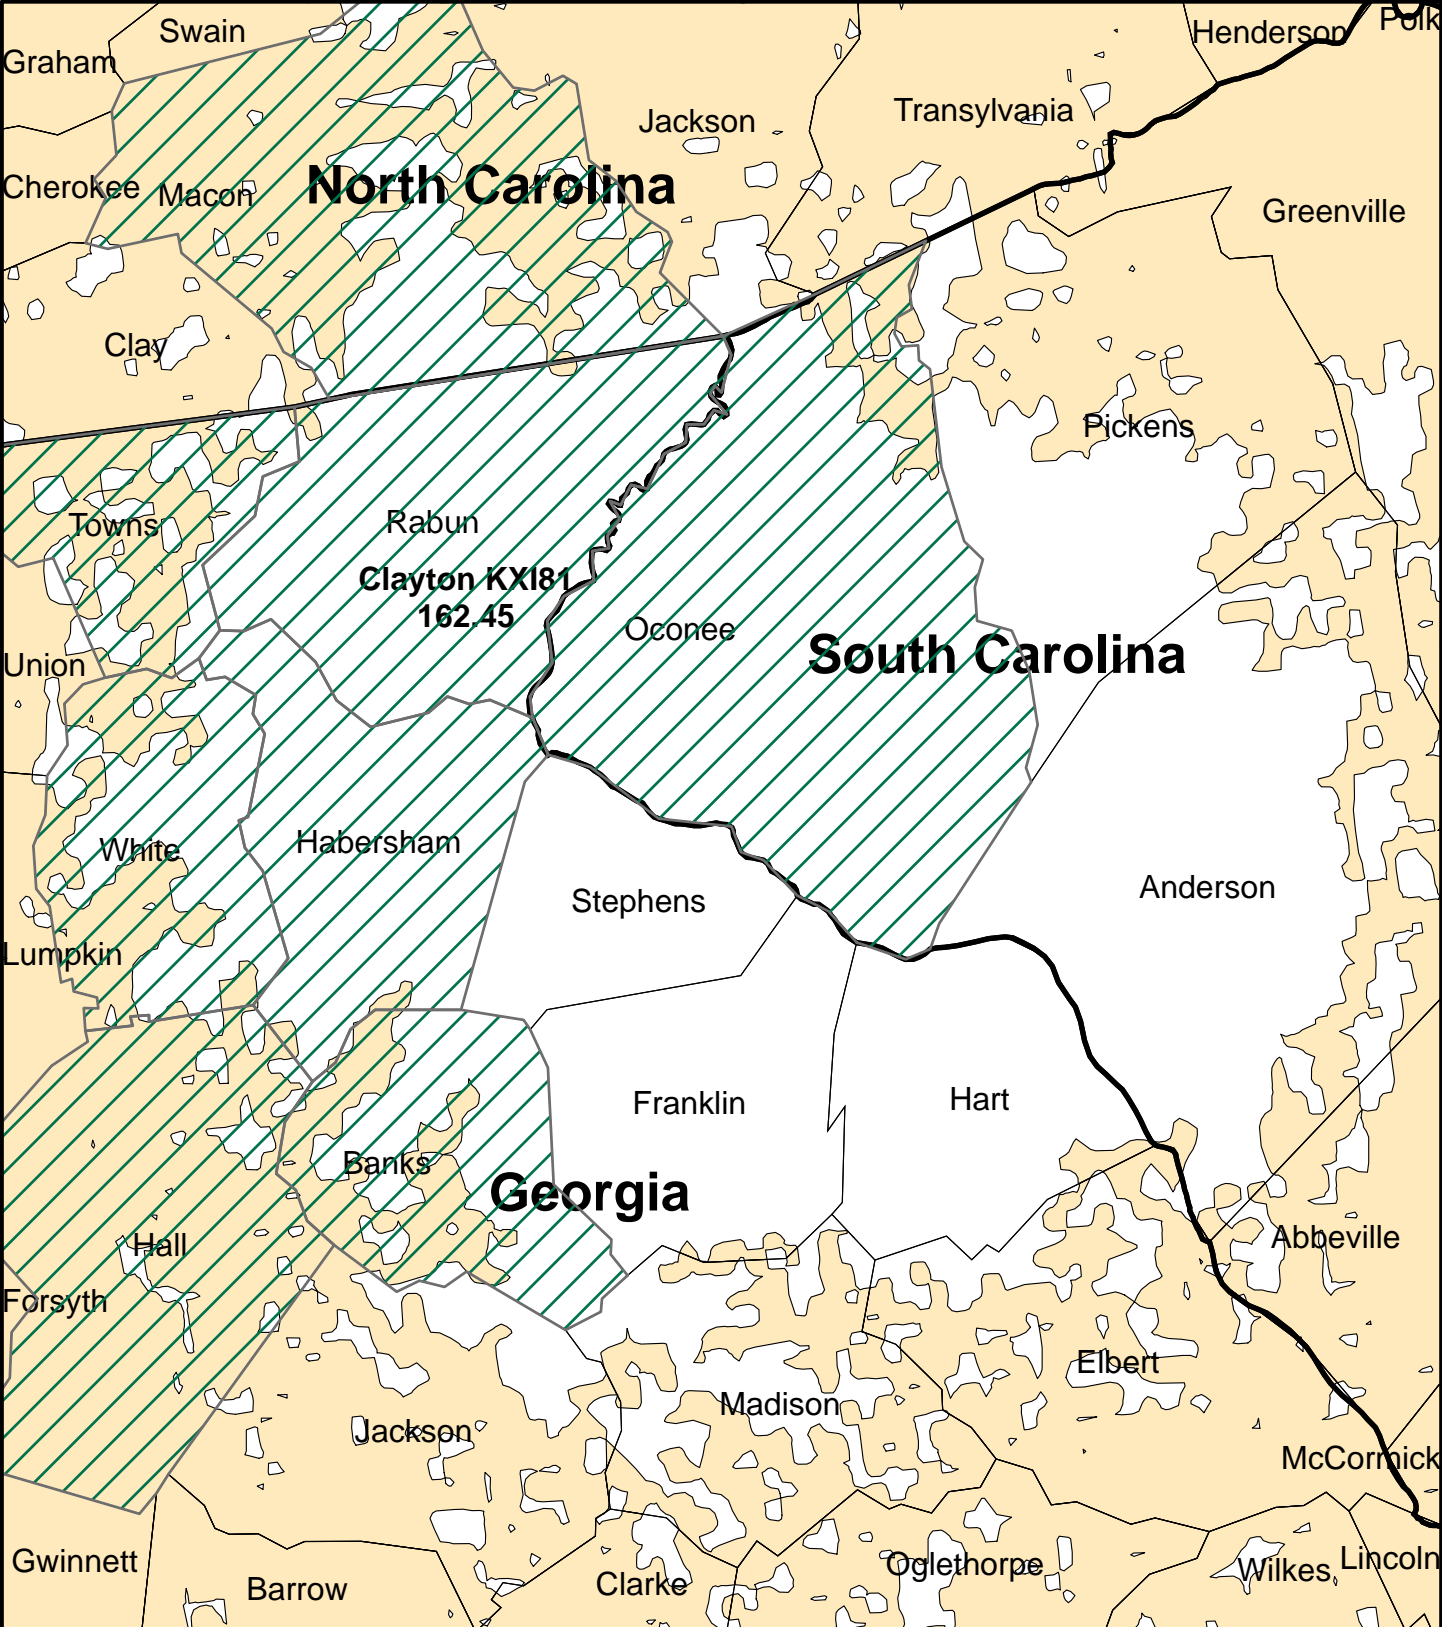 Swain
Henderson
Polk
Graham
Transylvania
Jackson
Cherokee
Macon
North Carolina
Greenville
Clay
Pickens
Towns
Rabun
Clayton KXI81
162.45
Oconee
South Carolina
Union
White
Habersham
Stephens
Anderson
Lumpkin
Franklin
Hart
Banks
Georgia
Hall
Abbeville
Forsyth
Elbert
Madison
Jackson
McCormick
Gwinnett
Barrow
Clarke
Oglethorpe
Wilkes
Lincoln